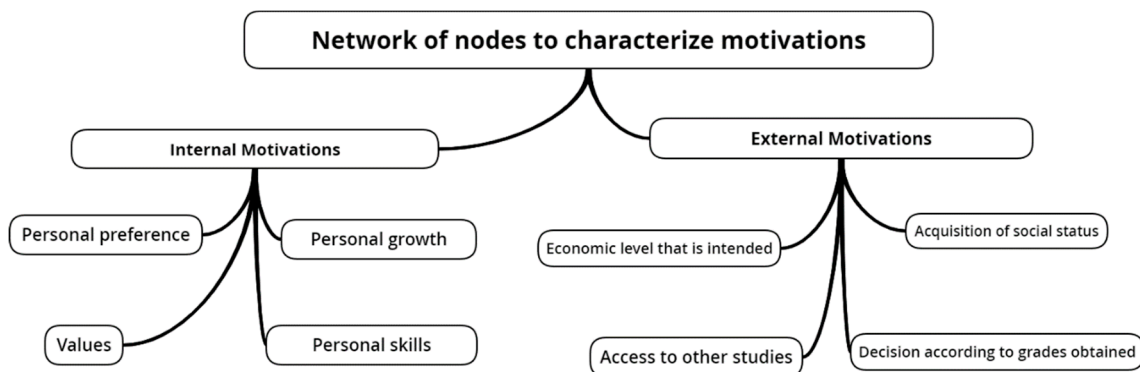 Network of nodes to characterize motivations
Internal Motivations
External Motivations
Personal preference
Personal growth
Economic level that is intended
Acquisition of social status
Values
Personal skills
Access to other studies
Decision according to grades obtained